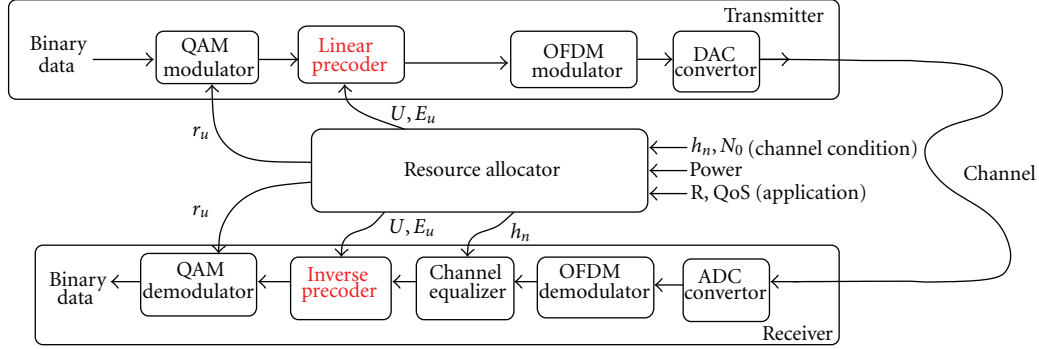 Transmitter
Binary
data
QAM
modulator
Linear
precoder
OFDM
modulator
DAC
convertor
r_u
U, E_u
Resource allocator
h_n, N_0 (channel condition)
Power
R, QoS (application)
Channel
r_u
U, E_u
h_n
Binary
data
QAM
demodulator
Inverse
precoder
Channel
equalizer
OFDM
demodulator
ADC
convertor
Receiver